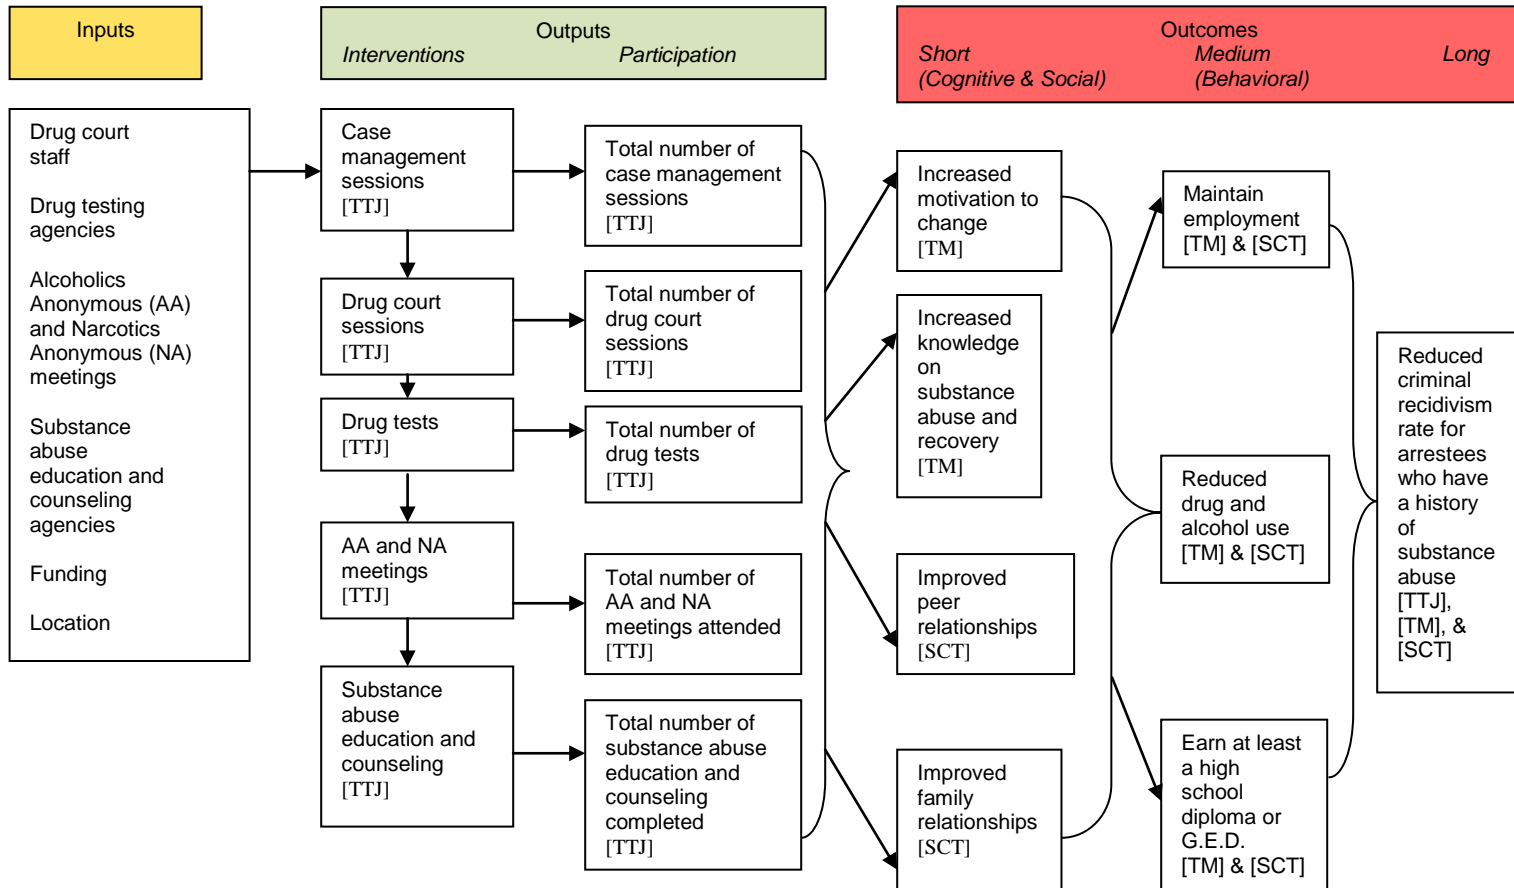 Inputs
Outputs
Interventions
Participation
Outcomes
Short
(Cognitive & Social)
Medium
(Behavioral)
Long
Drug court
staff
Drug testing
agencies
Alcoholics
Anonymous (AA)
and Narcotics
Anonymous (NA)
meetings
Substance
abuse
education and
counseling
agencies
Funding
Location
Case
management
sessions
[TTJ]
Drug court
sessions
[TTJ]
Drug tests
[TTJ]
AA and NA
meetings
[TTJ]
Substance
abuse
education and
counseling
[TTJ]
Total number of
case management
sessions
[TTJ]
Total number of
drug court
sessions
[TTJ]
Total number of
drug tests
[TTJ]
Total number of
AA and NA
meetings attended
[TTJ]
Total number of
substance abuse
education and
counseling
completed
[TTJ]
Increased
motivation to
change
[TM]
Increased
knowledge
on
substance
abuse and
recovery
[TM]
Improved
peer
relationships
[SCT]
Improved
family
relationships
[SCT]
Maintain
employment
[TM] & [SCT]
Reduced
drug and
alcohol use
[TM] & [SCT]
Earn at least
a high
school
diploma or
G.E.D.
[TM] & [SCT]
Reduced
criminal
recidivism
rate for
arrestees
who have
a history
of
substance
abuse
[TTJ],
[TM], &
[SCT]